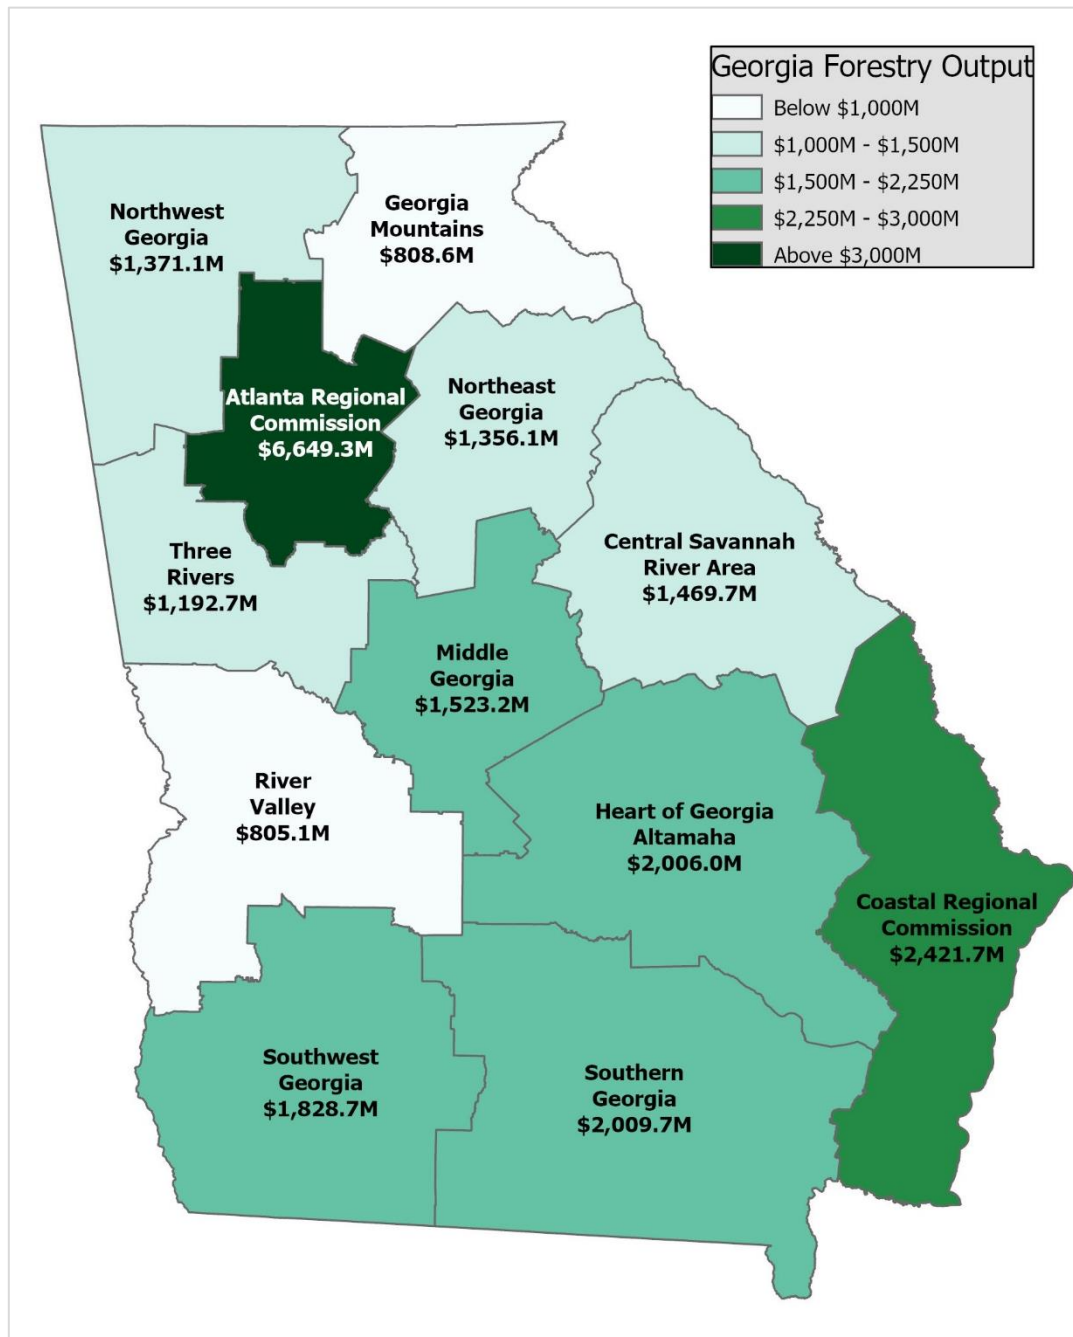 Georgia Forestry Output
Below $1,000M
$1,000M - $1,500M
$1,500M - $2,250M
$2,250M - $3,000M
Above $3,000M
Northwest
Georgia
$1,371.1M
Georgia
Mountains
$808.6M
Atlanta Regional
Commission
$6,649.3M
Northeast
Georgia
$1,356.1M
Three
Rivers
$1,192.7M
Central Savannah
River Area
$1,469.7M
Middle
Georgia
$1,523.2M
River
Valley
$805.1M
Heart of Georgia
Altamaha
$2,006.0M
Coastal Regional
Commission
$2,421.7M
Southwest
Georgia
$1,828.7M
Southern
Georgia
$2,009.7M